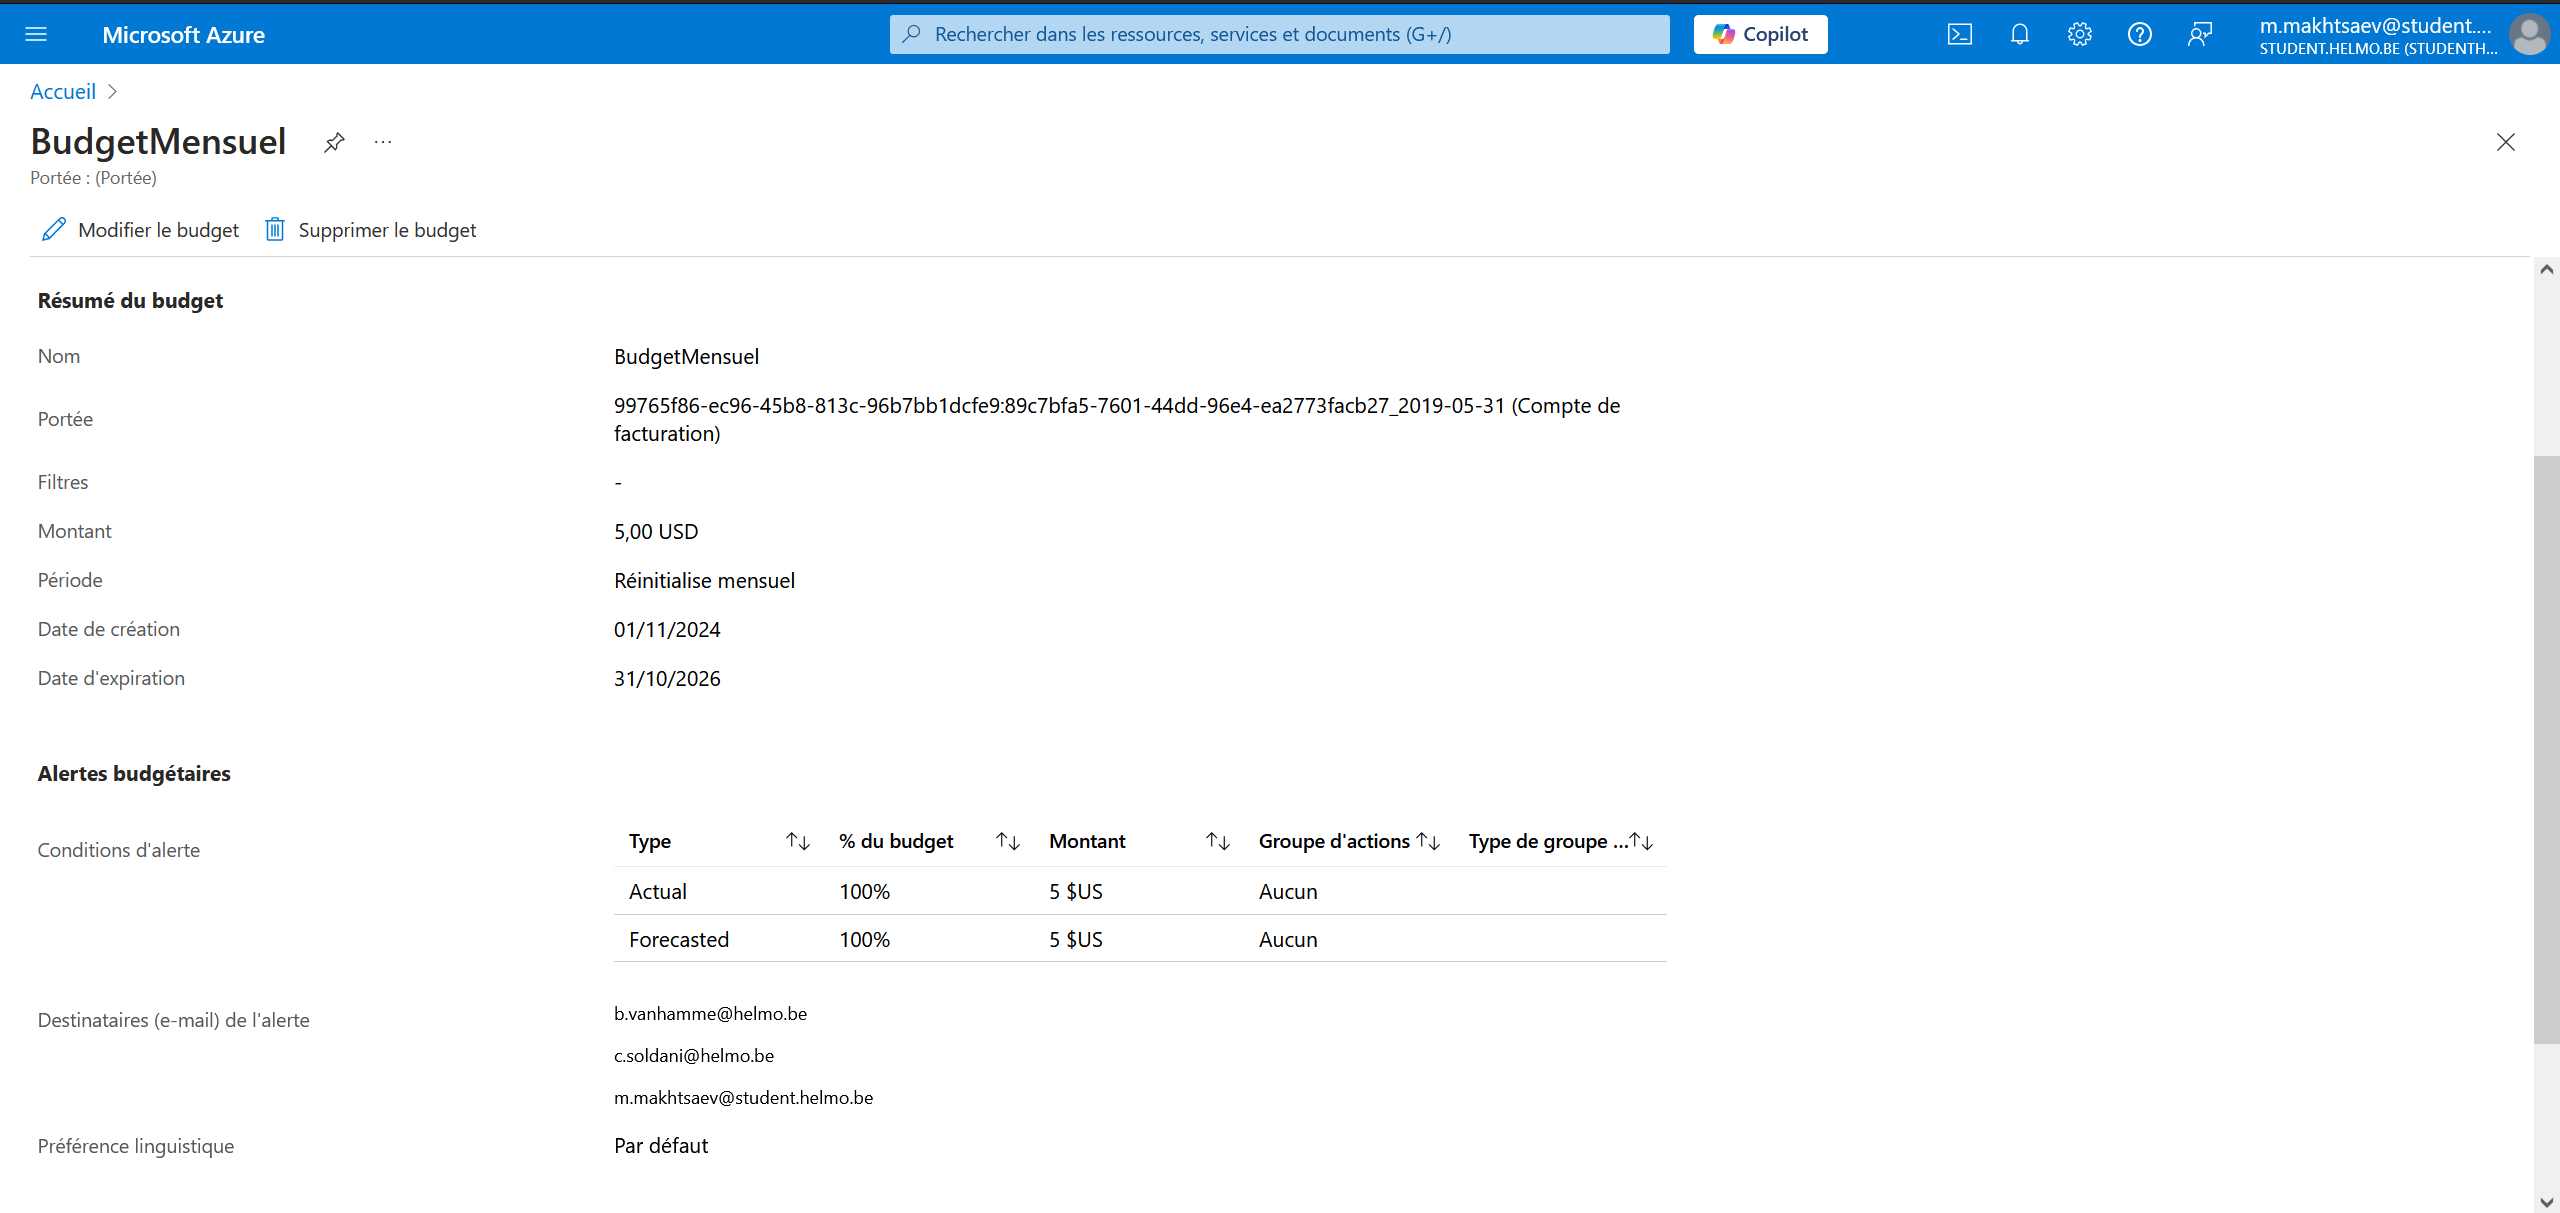 Microsoft Azure
Rechercher dans les ressources, services et documents (G+/)
Copilot
m.makhtsaev@student....
STUDENT.HELMO.BE (STUDENTH...
Accueil
BudgetMensuel
Portée : (Portée)
Modifier le budget
Supprimer le budget
Résumé du budget
Nom
BudgetMensuel
Portée
99765f86-ec96-45b8-813c-96b7bb1dcfe9:89c7bfa5-7601-44dd-96e4-ea2773facb27_2019-05-31 (Compte de
facturation)
Filtres
-
Montant
5,00 USD
Période
Réinitialise mensuel
Date de création
01/11/2024
Date d'expiration
31/10/2026
Alertes budgétaires
Conditions d'alerte
Type % du budget Montant Groupe d'actions Type de groupe ...
Actual 100% 5 $US Aucun
Forecasted 100% 5 $US Aucun
Destinataires (e-mail) de l'alerte
b.vanhamme@helmo.be
c.soldani@helmo.be
m.makhtsaev@student.helmo.be
Préférence linguistique
Par défaut